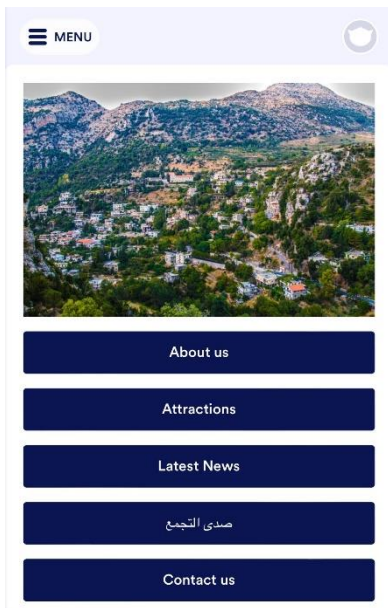 MENU
About us
Attractions
Latest News
صدى التجمع
Contact us